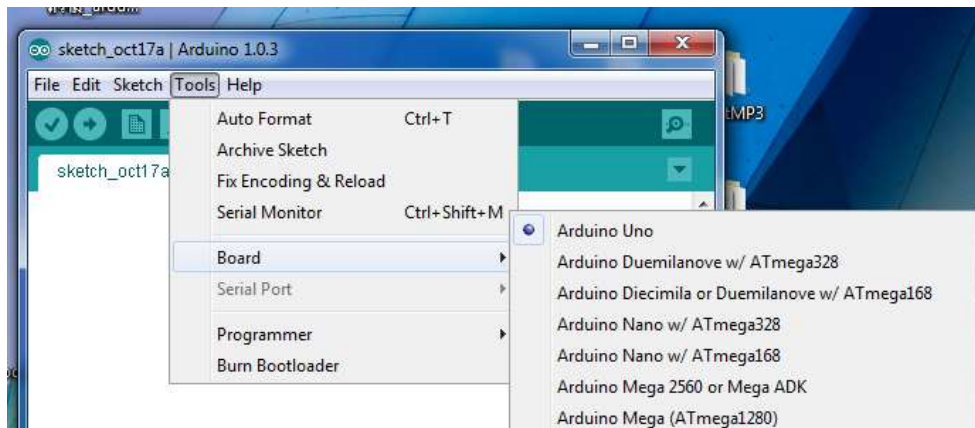 sketch_oct17a | Arduino 1.0.3
File Edit Sketch Tools Help
tMP3
sketch_oct17a
Auto Format Ctrl+T
Archive Sketch
Fix Encoding & Reload
Serial Monitor Ctrl+Shift+M
Board
Serial Port
Programmer
Burn Bootloader
Arduino Uno
Arduino Duemilanove w/ ATmega328
Arduino Diecimila or Duemilanove w/ ATmega168
Arduino Nano w/ ATmega328
Arduino Nano w/ ATmega168
Arduino Mega 2560 or Mega ADK
Arduino Mega (ATmega1280)